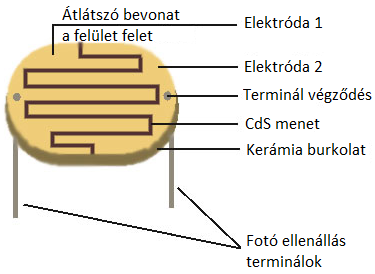 Átlátszó bevonat
a felület felet
Elektróda 1
Elektróda 2
Terminál végződés
CdS menet
Kerámia burkolat
Fotó ellenállás
terminálok